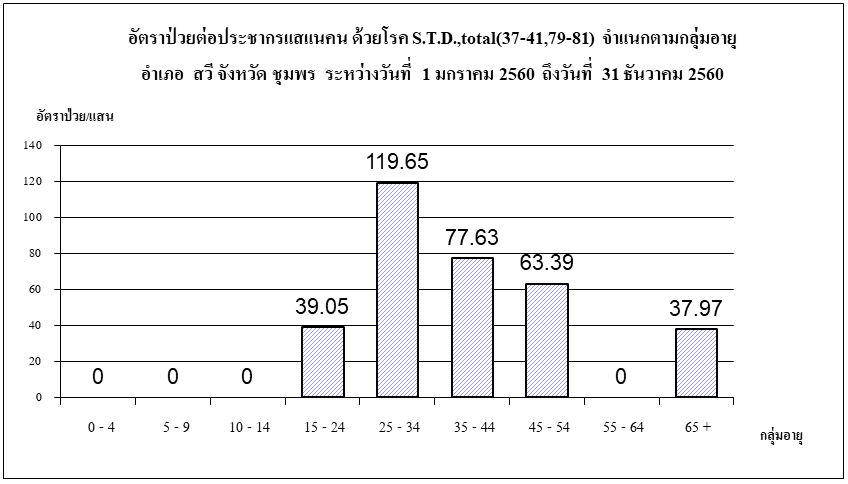 อัตราป่วยต่อประชากรแสแนคน ด้วยโรค S.T.D.,total(37-41,79-81) จำแนกตามกลุ่มอายุ
อำเภอ สวี จังหวัด ชุมพร ระหว่างวันที่ 1 มกราคม 2560 ถึงวันที่ 31 ธันวาคม 2560
อัตราป่วย/แสน
140
120
100
80
60
40
20
0
0
0
0
39.05
119.65
77.63
63.39
0
37.97
0 - 4
5 - 9
10 - 14
15 - 24
25 - 34
35 - 44
45 - 54
55 - 64
65 +
กลุ่มอายุ